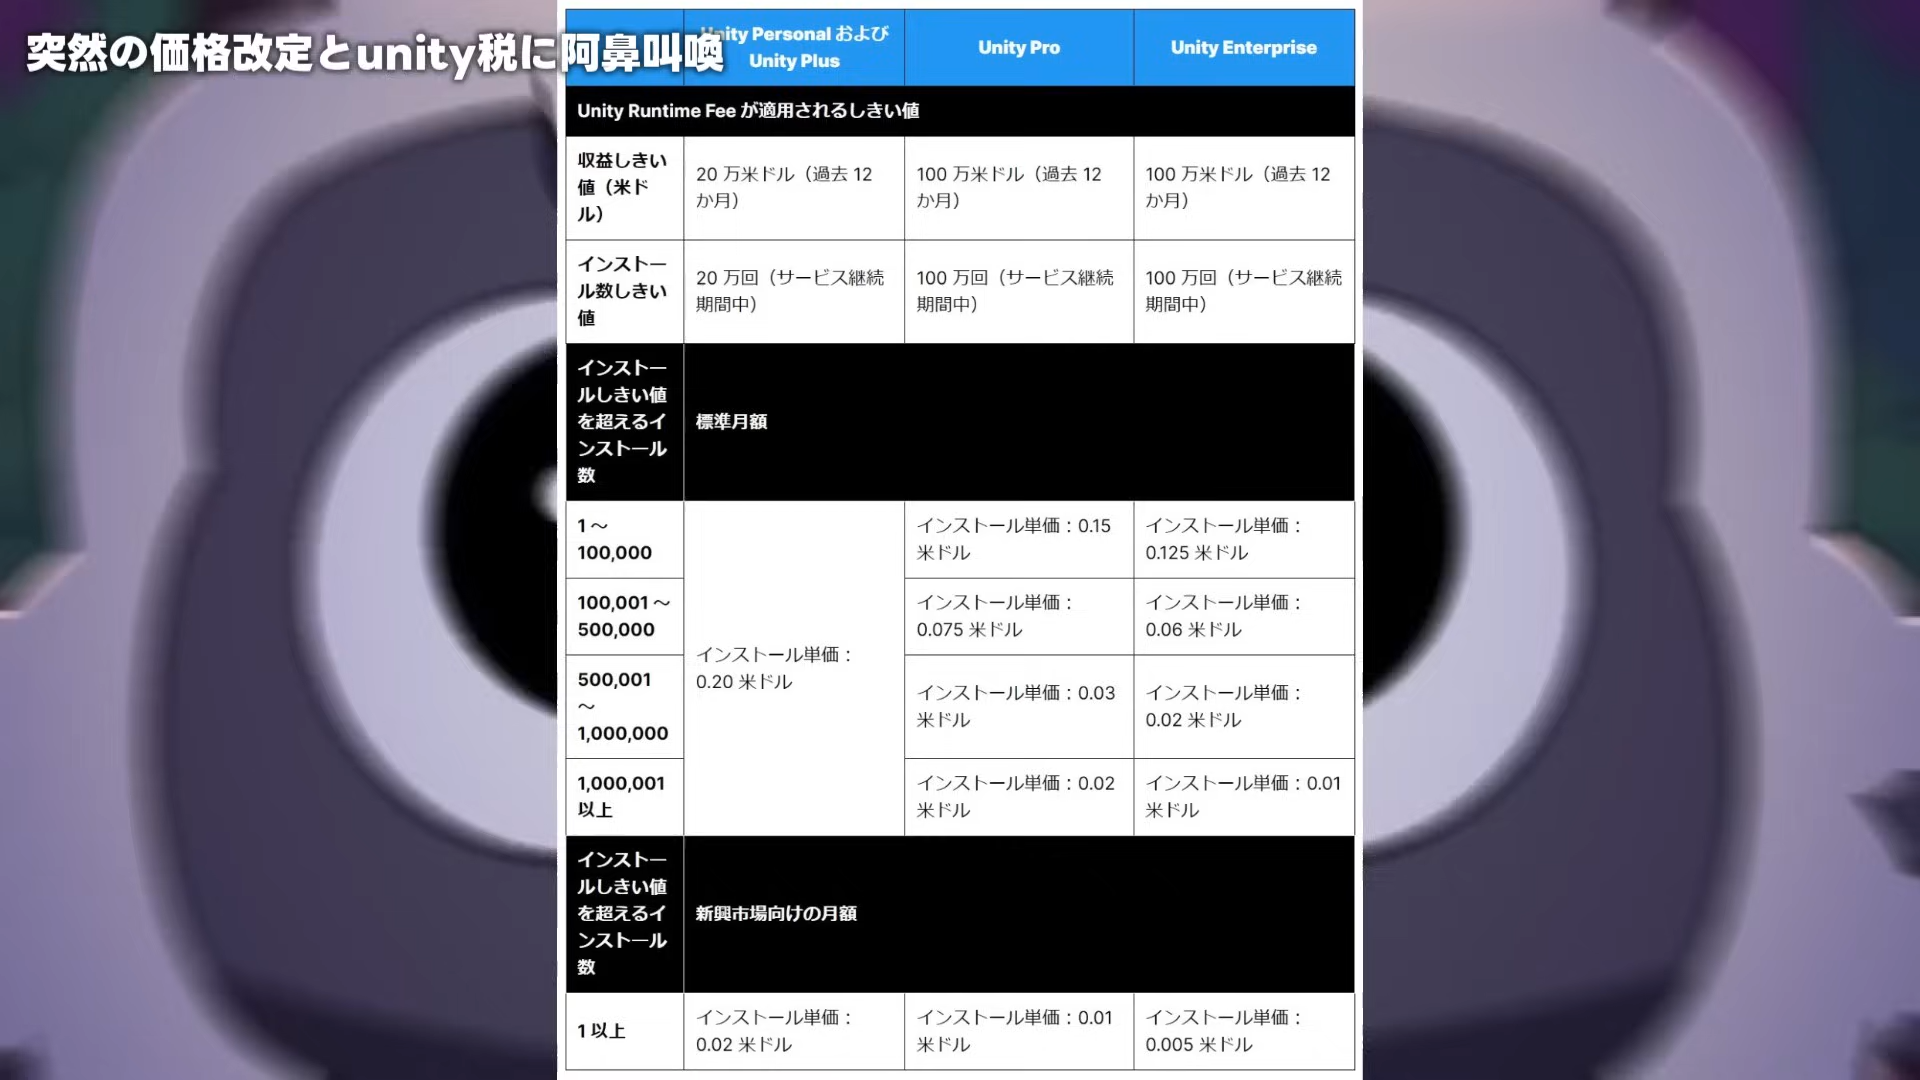 突然の価格改定とunity税に阿鼻叫喚
Unity Personal および
Unity Plus
Unity Pro
Unity Enterprise
Unity Runtime Fee が適用されるしきい値
収益しきい
値（米ド
ル）
20 万米ドル（過去 12
か月）
100 万米ドル（過去 12
か月）
100 万米ドル（過去 12
か月）
インストー
ル数しきい
値
20 万回（サービス継続
期間中）
100 万回（サービス継続
期間中）
100 万回（サービス継続
期間中）
インストー
ルしきい値
を超えるイ
ンストール
数
標準月額
1～
100,000
インストール単価：
0.20 米ドル
インストール単価：0.15
米ドル
インストール単価：
0.125 米ドル
100,001～
500,000
インストール単価：
0.075 米ドル
インストール単価：
0.06 米ドル
500,001
～
1,000,000
インストール単価：0.03
米ドル
インストール単価：
0.02 米ドル
1,000,001
以上
インストール単価：0.02
米ドル
インストール単価：0.01
米ドル
インストー
ルしきい値
を超えるイ
ンストール
数
新興市場向けの月額
1 以上
インストール単価：
0.02 米ドル
インストール単価：0.01
米ドル
インストール単価：
0.005 米ドル